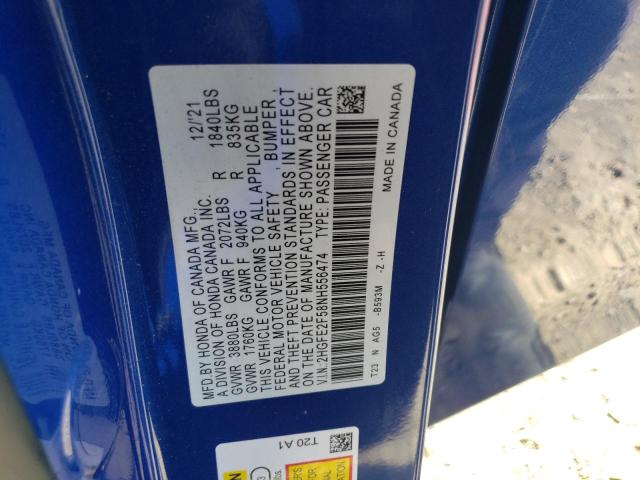 MFD BY HONDA OF CANADA MFG., 12/'21
A DIVISION OF HONDA CANADA INC.
GVWR 3880LBS GAWR F 2072LBS R 1840LBS
GVWR 1760KG GAWR F 940KG R 835KG
THIS VEHICLE CONFORMS TO ALL APPLICABLE
FEDERAL MOTOR VEHICLE SAFETY, BUMPER,
AND THEFT PREVENTION STANDARDS IN EFFECT
ON THE DATE OF MANUFACTURE SHOWN ABOVE.
V.I.N.:2HGFE2F58NH556474 TYPE: PASSENGER CAR
T23 N AG5 -B593M -Z -H
MADE IN CANADA
T20 A1